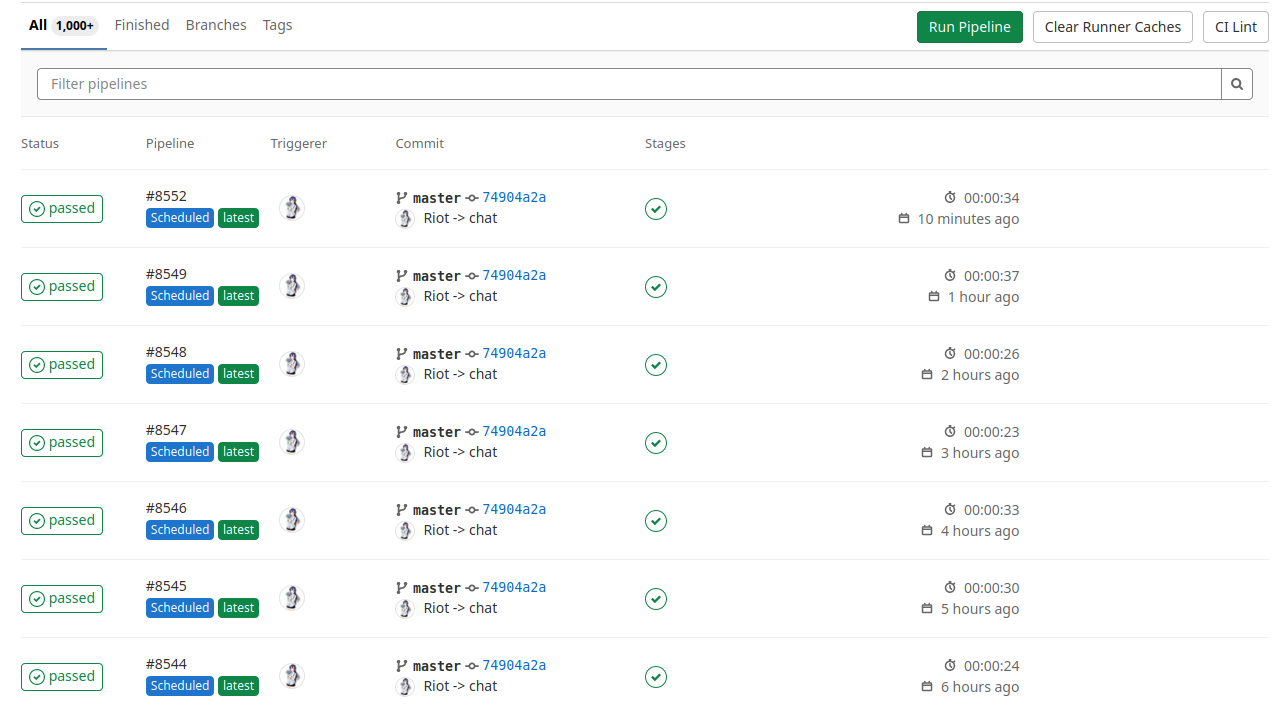 All 1,000+ Finished Branches Tags Run Pipeline Clear Runner Caches CI Lint
Filter pipelines
Status Pipeline Triggerer Commit Stages
passed #8552 Scheduled latest master 74904a2a 00:00:34
Riot -> chat 10 minutes ago
passed #8549 Scheduled latest master 74904a2a 00:00:37
Riot -> chat 1 hour ago
passed #8548 Scheduled latest master 74904a2a 00:00:26
Riot -> chat 2 hours ago
passed #8547 Scheduled latest master 74904a2a 00:00:23
Riot -> chat 3 hours ago
passed #8546 Scheduled latest master 74904a2a 00:00:33
Riot -> chat 4 hours ago
passed #8545 Scheduled latest master 74904a2a 00:00:30
Riot -> chat 5 hours ago
passed #8544 Scheduled latest master 74904a2a 00:00:24
Riot -> chat 6 hours ago